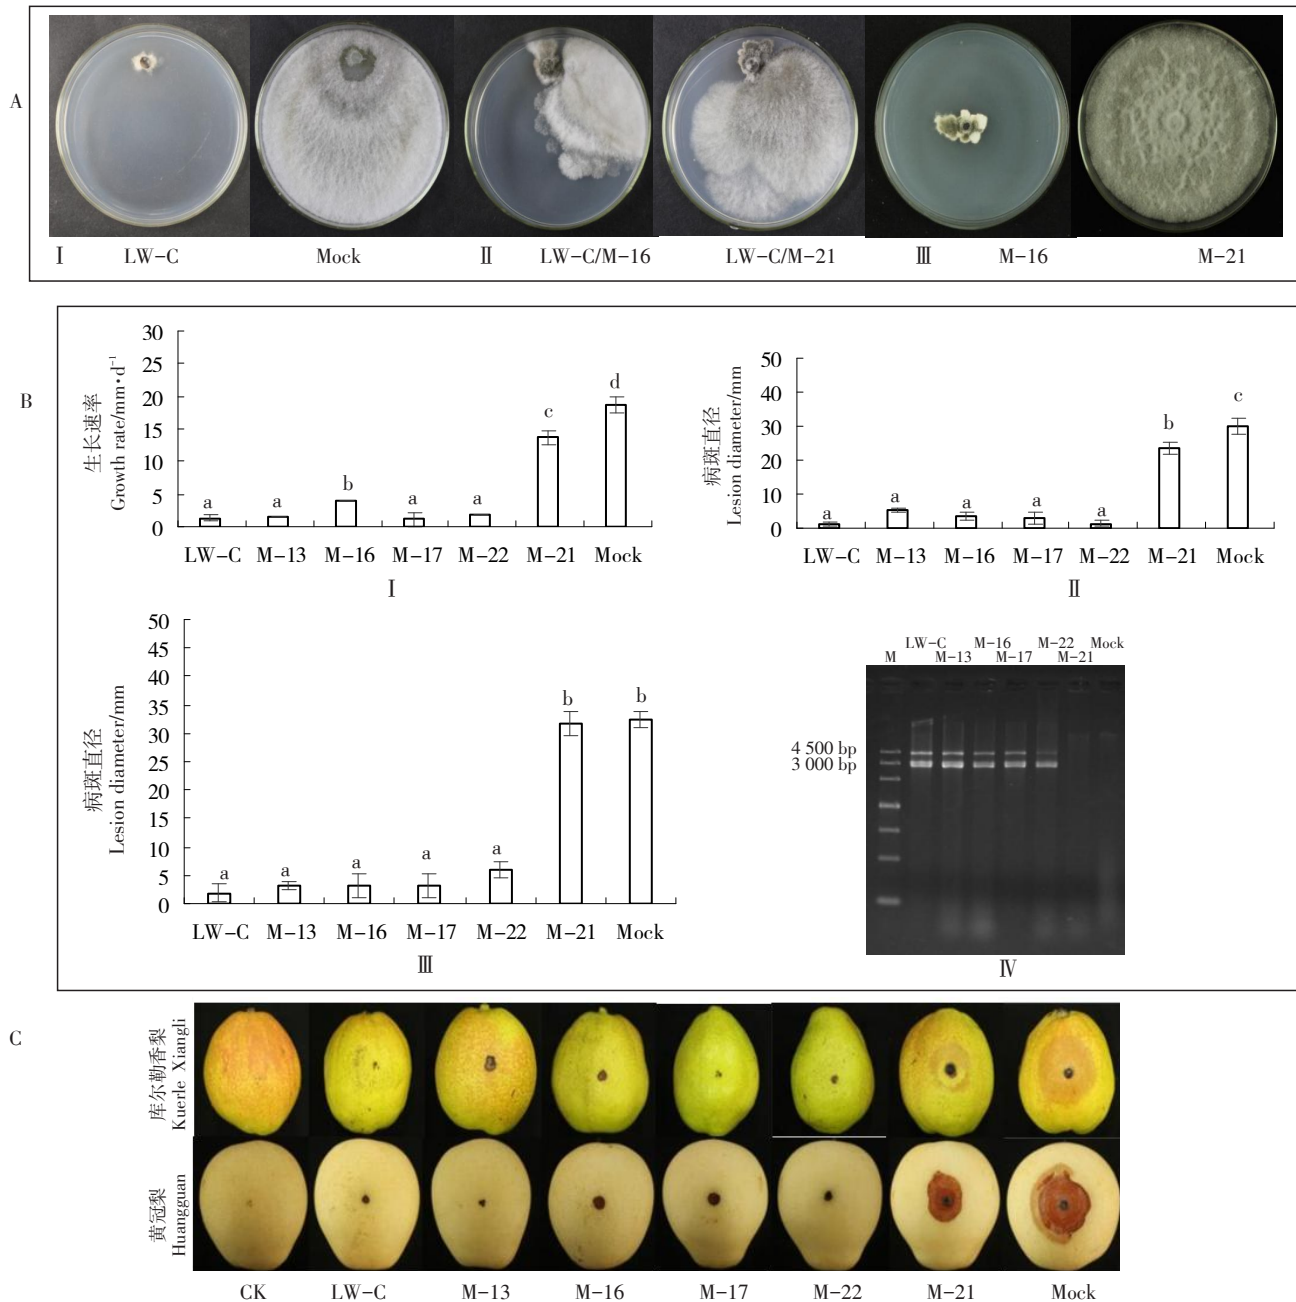 A
Ⅰ LW-C Mock Ⅱ LW-C/M-16 LW-C/M-21 Ⅲ M-16 M-21
B
生长速率
Growth rate/mm·d⁻¹
30
25
20
15
10
5
0
a a b a a c d
LW-C M-13 M-16 M-17 M-22 M-21 Mock
Ⅰ
病斑直径
Lesion diameter/mm
50
40
30
20
10
0
a a a a a b c
LW-C M-13 M-16 M-17 M-22 M-21 Mock
Ⅱ
病斑直径
Lesion diameter/mm
50
45
40
35
30
25
20
15
10
5
0
a a a a a b b
LW-C M-13 M-16 M-17 M-22 M-21 Mock
Ⅲ
LW-C M-16 M-22 Mock
M M-13 M-17 M-21
4 500 bp
3 000 bp
Ⅳ
C
库尔勒香梨
Kuerle Xiangli
黄冠梨
Huangguan
CK LW-C M-13 M-16 M-17 M-22 M-21 Mock